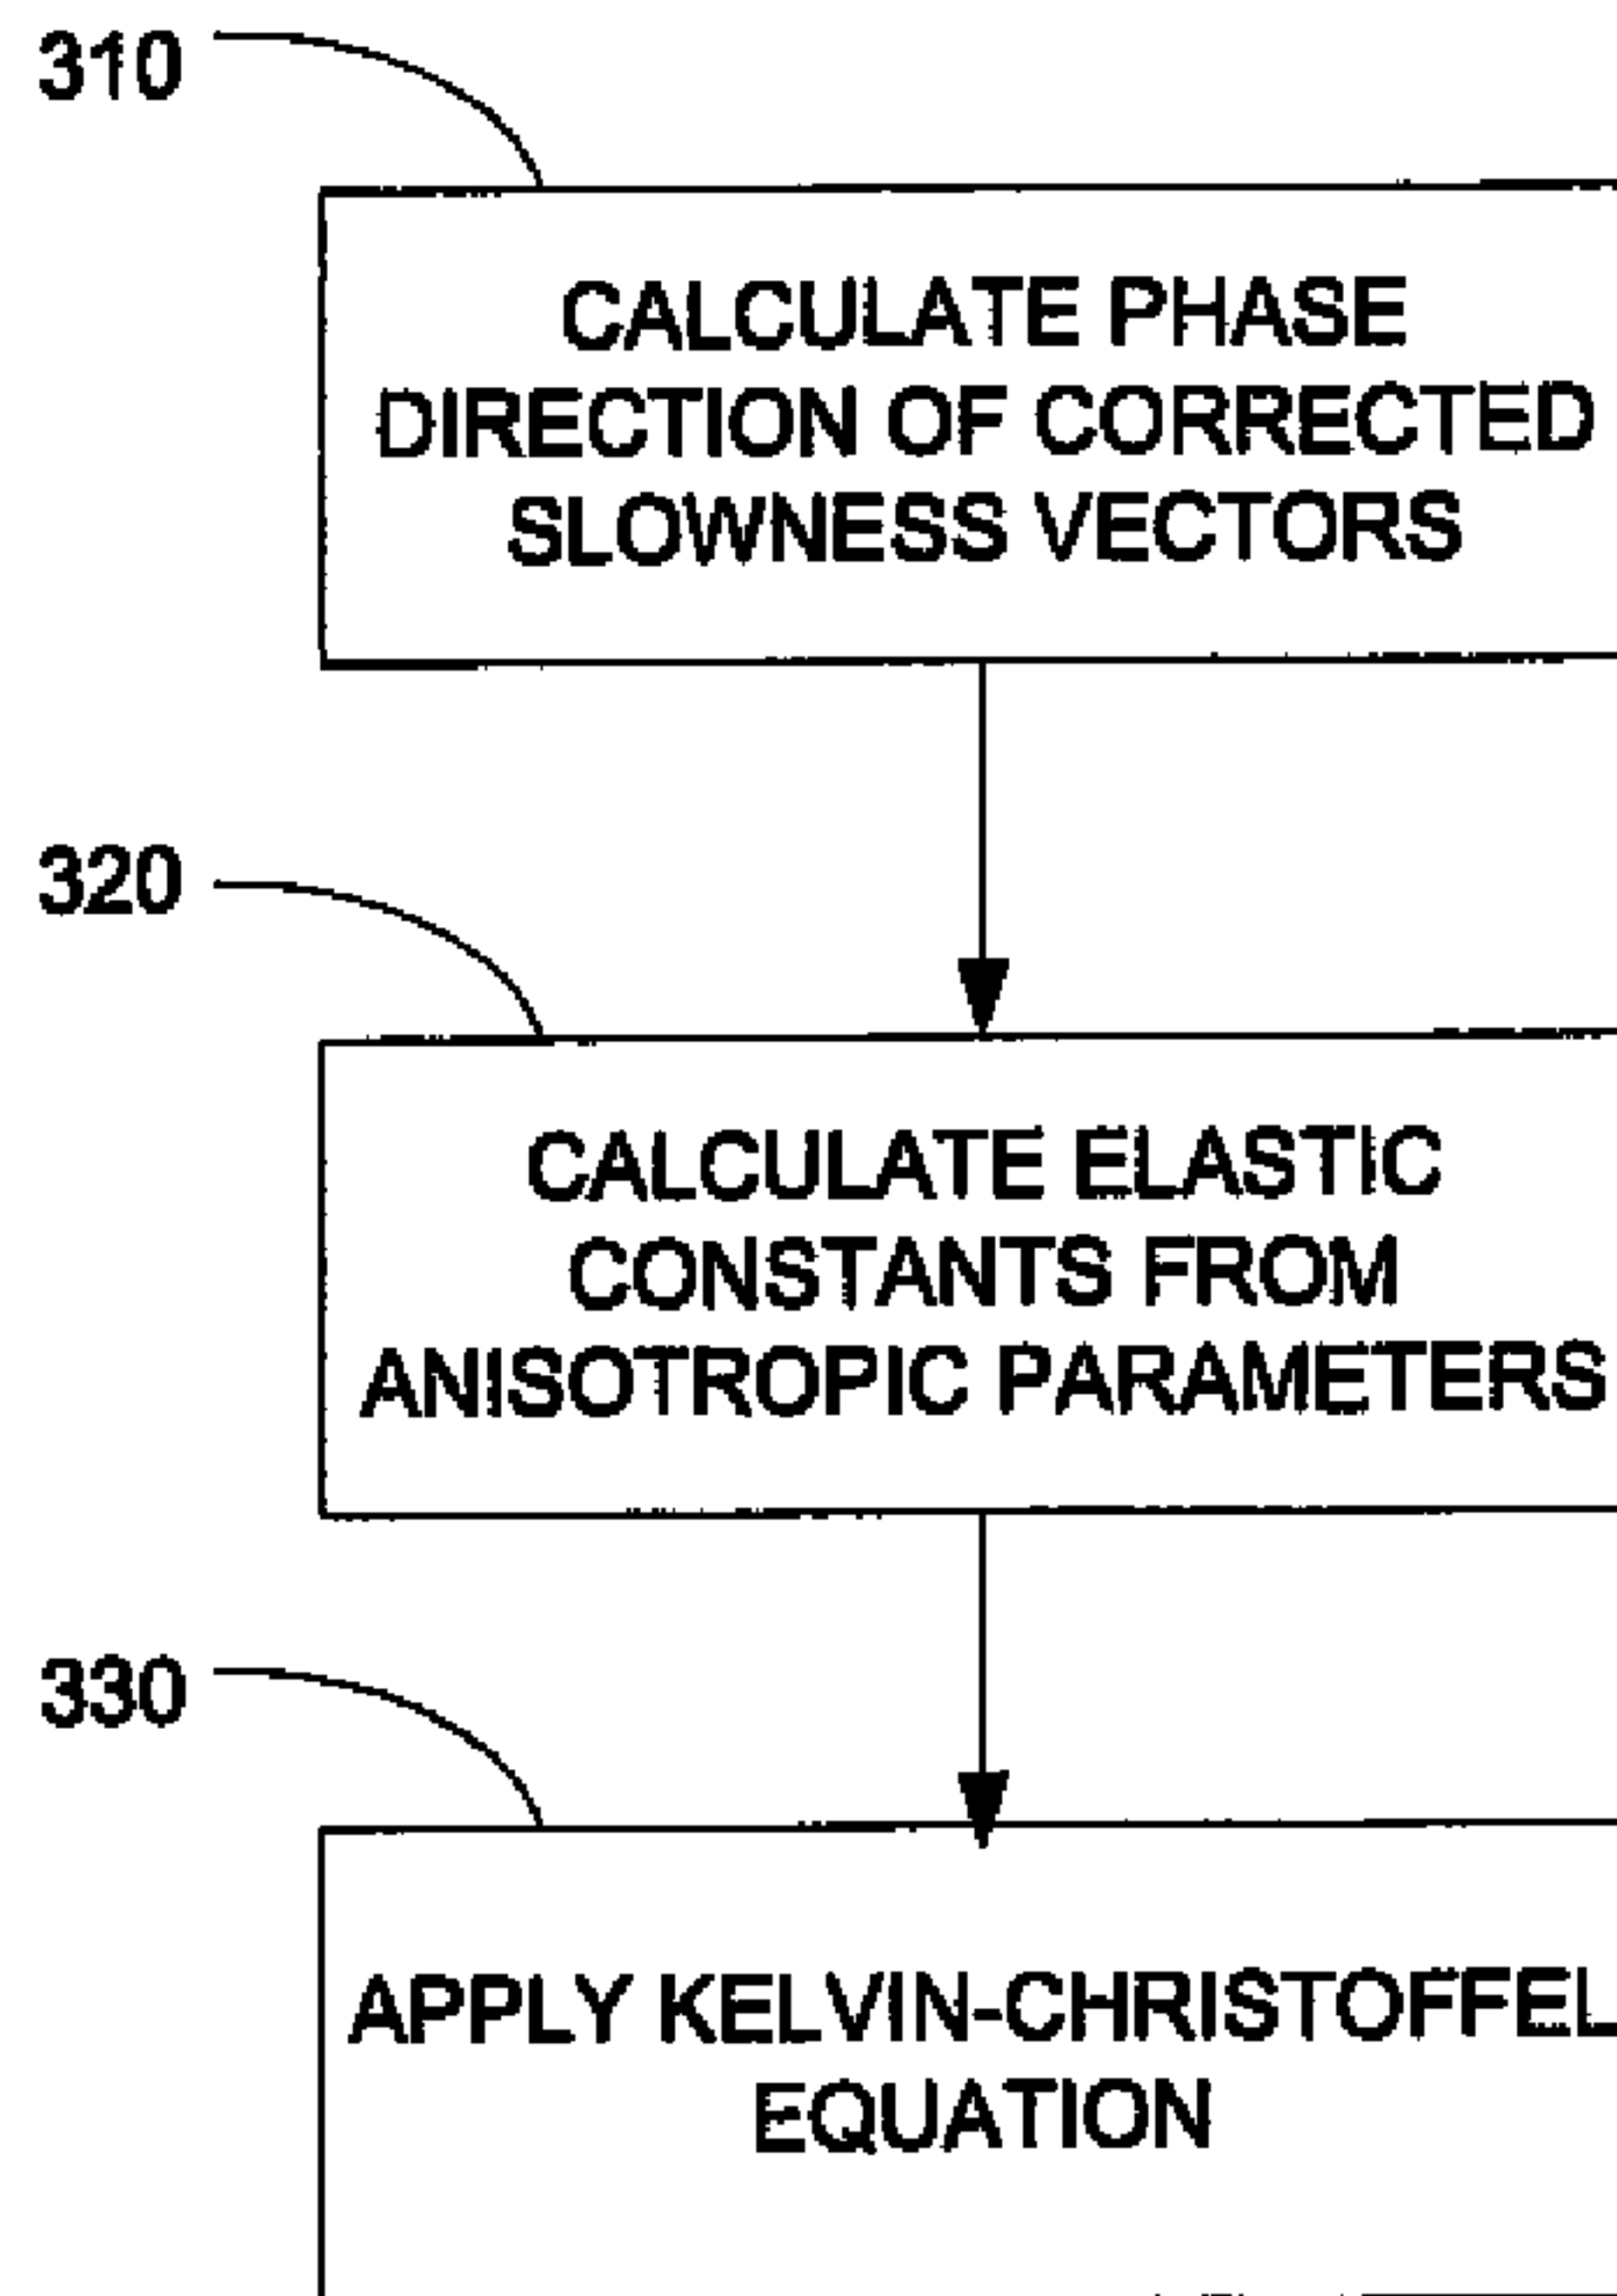 310
CALCULATE PHASE
DIRECTION OF CORRECTED
SLOWNESS VECTORS
320
CALCULATE ELASTIC
CONSTANTS FROM
ANISOTROPIC PARAMETERS
330
APPLY KELVIN-CHRISTOFFEL
EQUATION